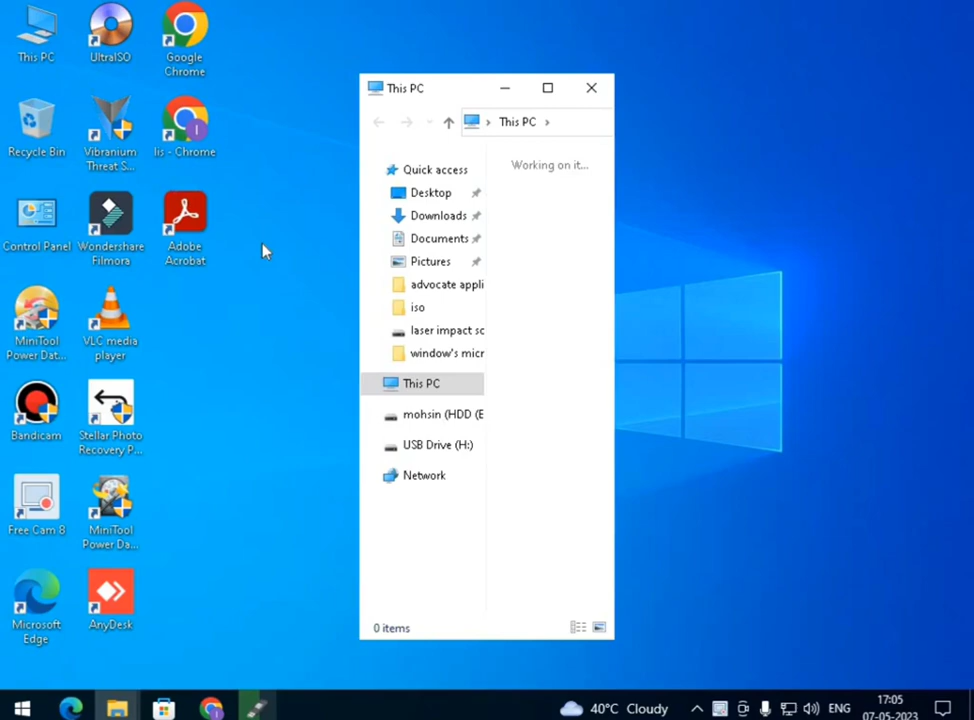 This PC
UltraISO
Google
Chrome
Recycle Bin
Vibranium
Threat S...
lis - Chrome
Control Panel
Wondershare
Filmora
Adobe
Acrobat
MiniTool
Power Dat...
VLC media
player
Bandicam
Stellar Photo
Recovery P...
Free Cam 8
MiniTool
Power Da...
Microsoft
Edge
AnyDesk
This PC
This PC
Working on it...
Quick access
Desktop
Downloads
Documents
Pictures
advocate appli
iso
laser impact sc
window's micr
This PC
mohsin (HDD (E
USB Drive (H:)
Network
0 items
40°C Cloudy
ENG
17:05
07-05-2023